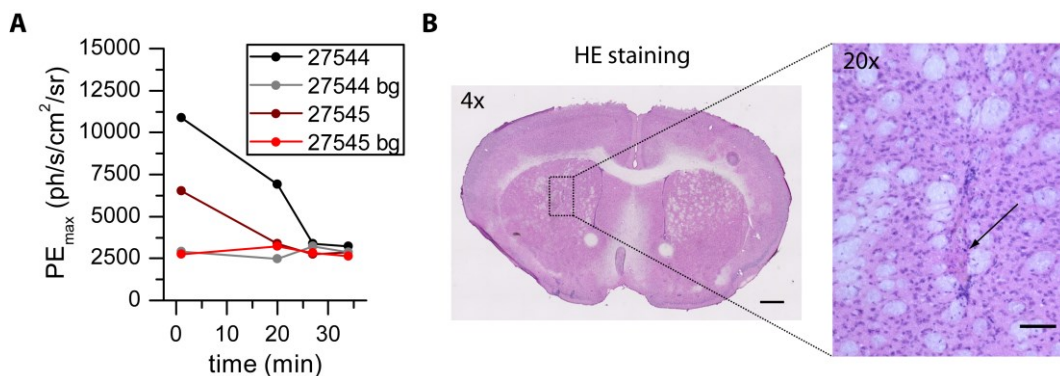 A
15000
12500
10000
7500
5000
2500
0
PEmax (ph/s/cm²/sr)
0 10 20 30
time (min)
27544
27544 bg
27545
27545 bg
B
HE staining
4x
20x